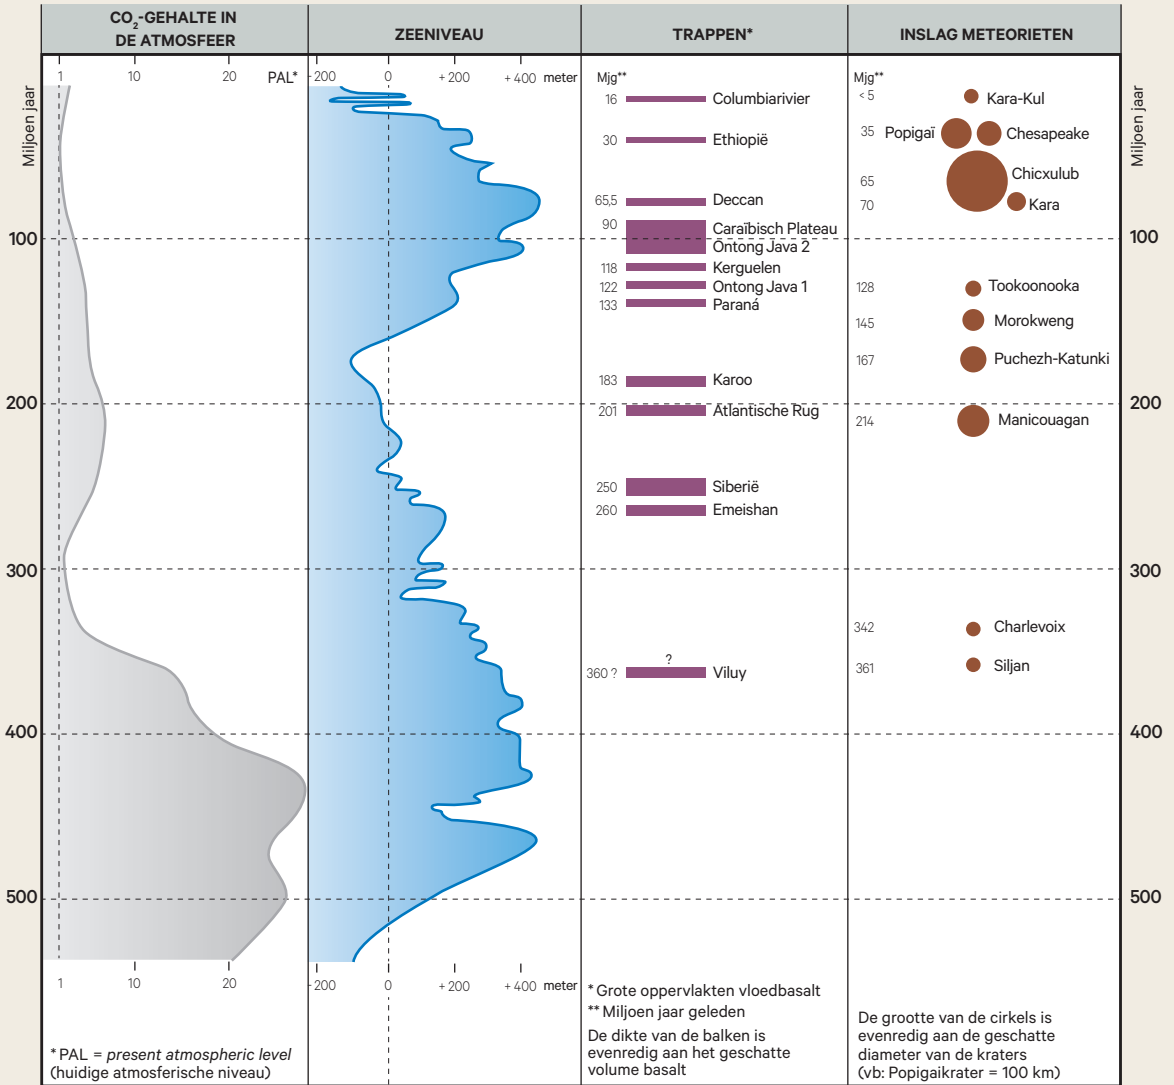 CO₂-GEHALTE IN
DE ATMOSFEER
ZEENIVEAU
TRAPPEN*
INSLAG METEORIETEN
1 10 20 PAL*
- 200 0 + 200 + 400 meter
Mjg**
Mjg**
Miljoen jaar
Miljoen jaar
100
200
300
400
500
16 Columbiarivier
30 Ethiopië
65,5 Deccan
90 Caraïbisch Plateau
Ontong Java 2
118 Kerguelen
122 Ontong Java 1
133 Paraná
183 Karoo
201 Atlantische Rug
250 Siberië
260 Emeishan
?
360 ? Viluy
< 5 Kara-Kul
35 Popigaï Chesapeake
65 Chicxulub
70 Kara
128 Tookoonooka
145 Morokweng
167 Puchezh-Katunki
214 Manicouagan
342 Charlevoix
361 Siljan
100
200
300
400
500
1 10 20
- 200 0 + 200 + 400 meter
* PAL = present atmospheric level
(huidige atmosferische niveau)
* Grote oppervlakten vloedbasalt
** Miljoen jaar geleden
De dikte van de balken is
evenredig aan het geschatte
volume basalt
De grootte van de cirkels is
evenredig aan de geschatte
diameter van de kraters
(vb: Popigaikrater = 100 km)